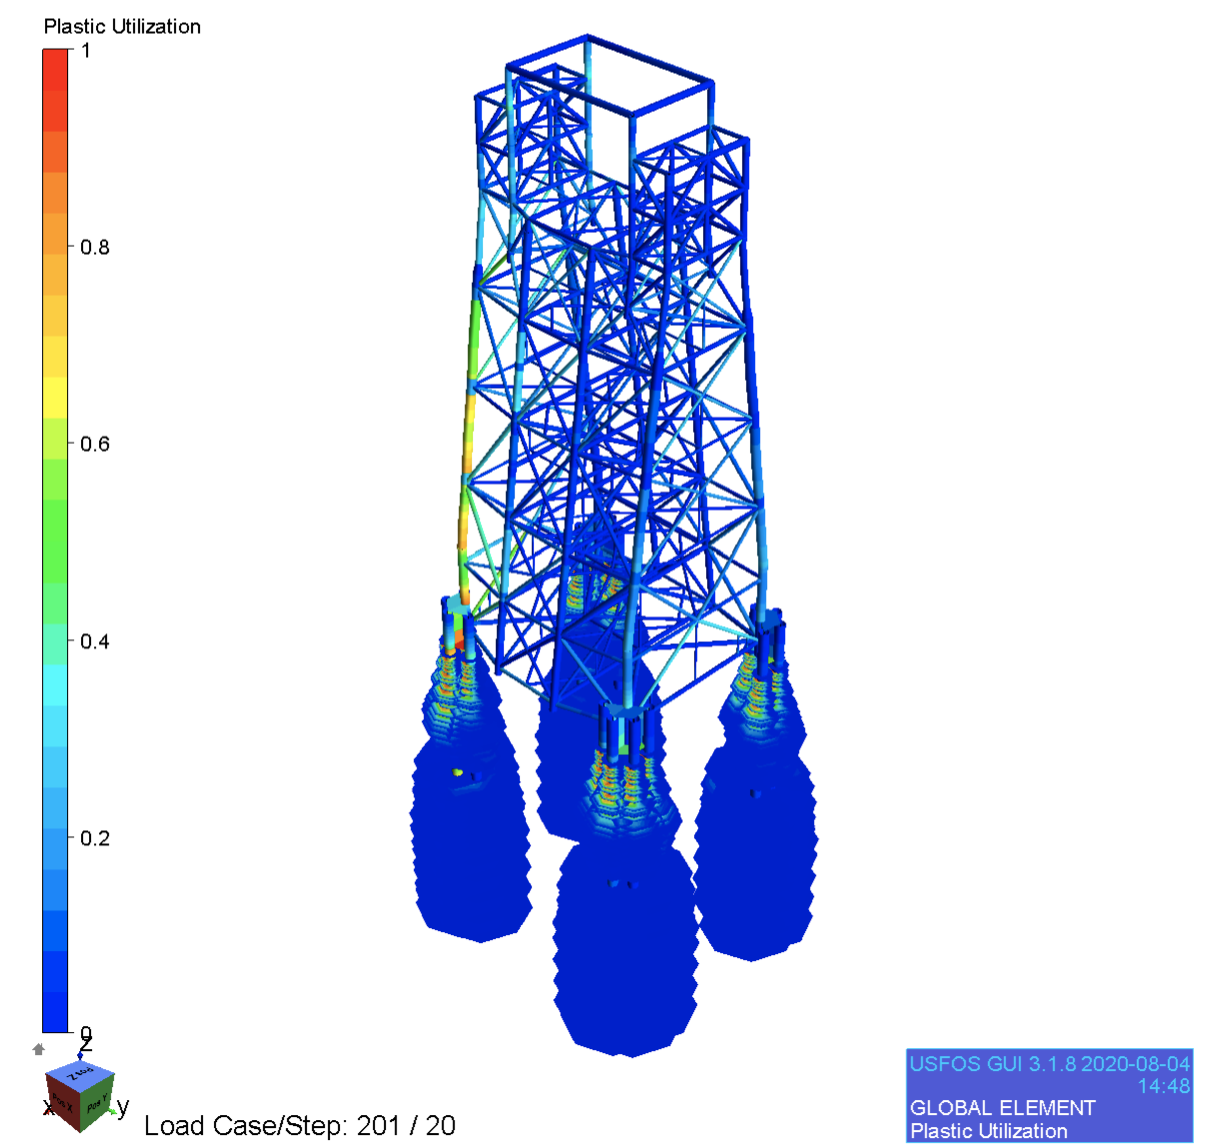 Plastic Utilization
1
0.8
0.6
0.4
0.2
0
Z
Z Top
Pos X
Pos Y
X
y
Load Case/Step: 201 / 20
USFOS GUI 3.1.8 2020-08-04
14:48
GLOBAL ELEMENT
Plastic Utilization